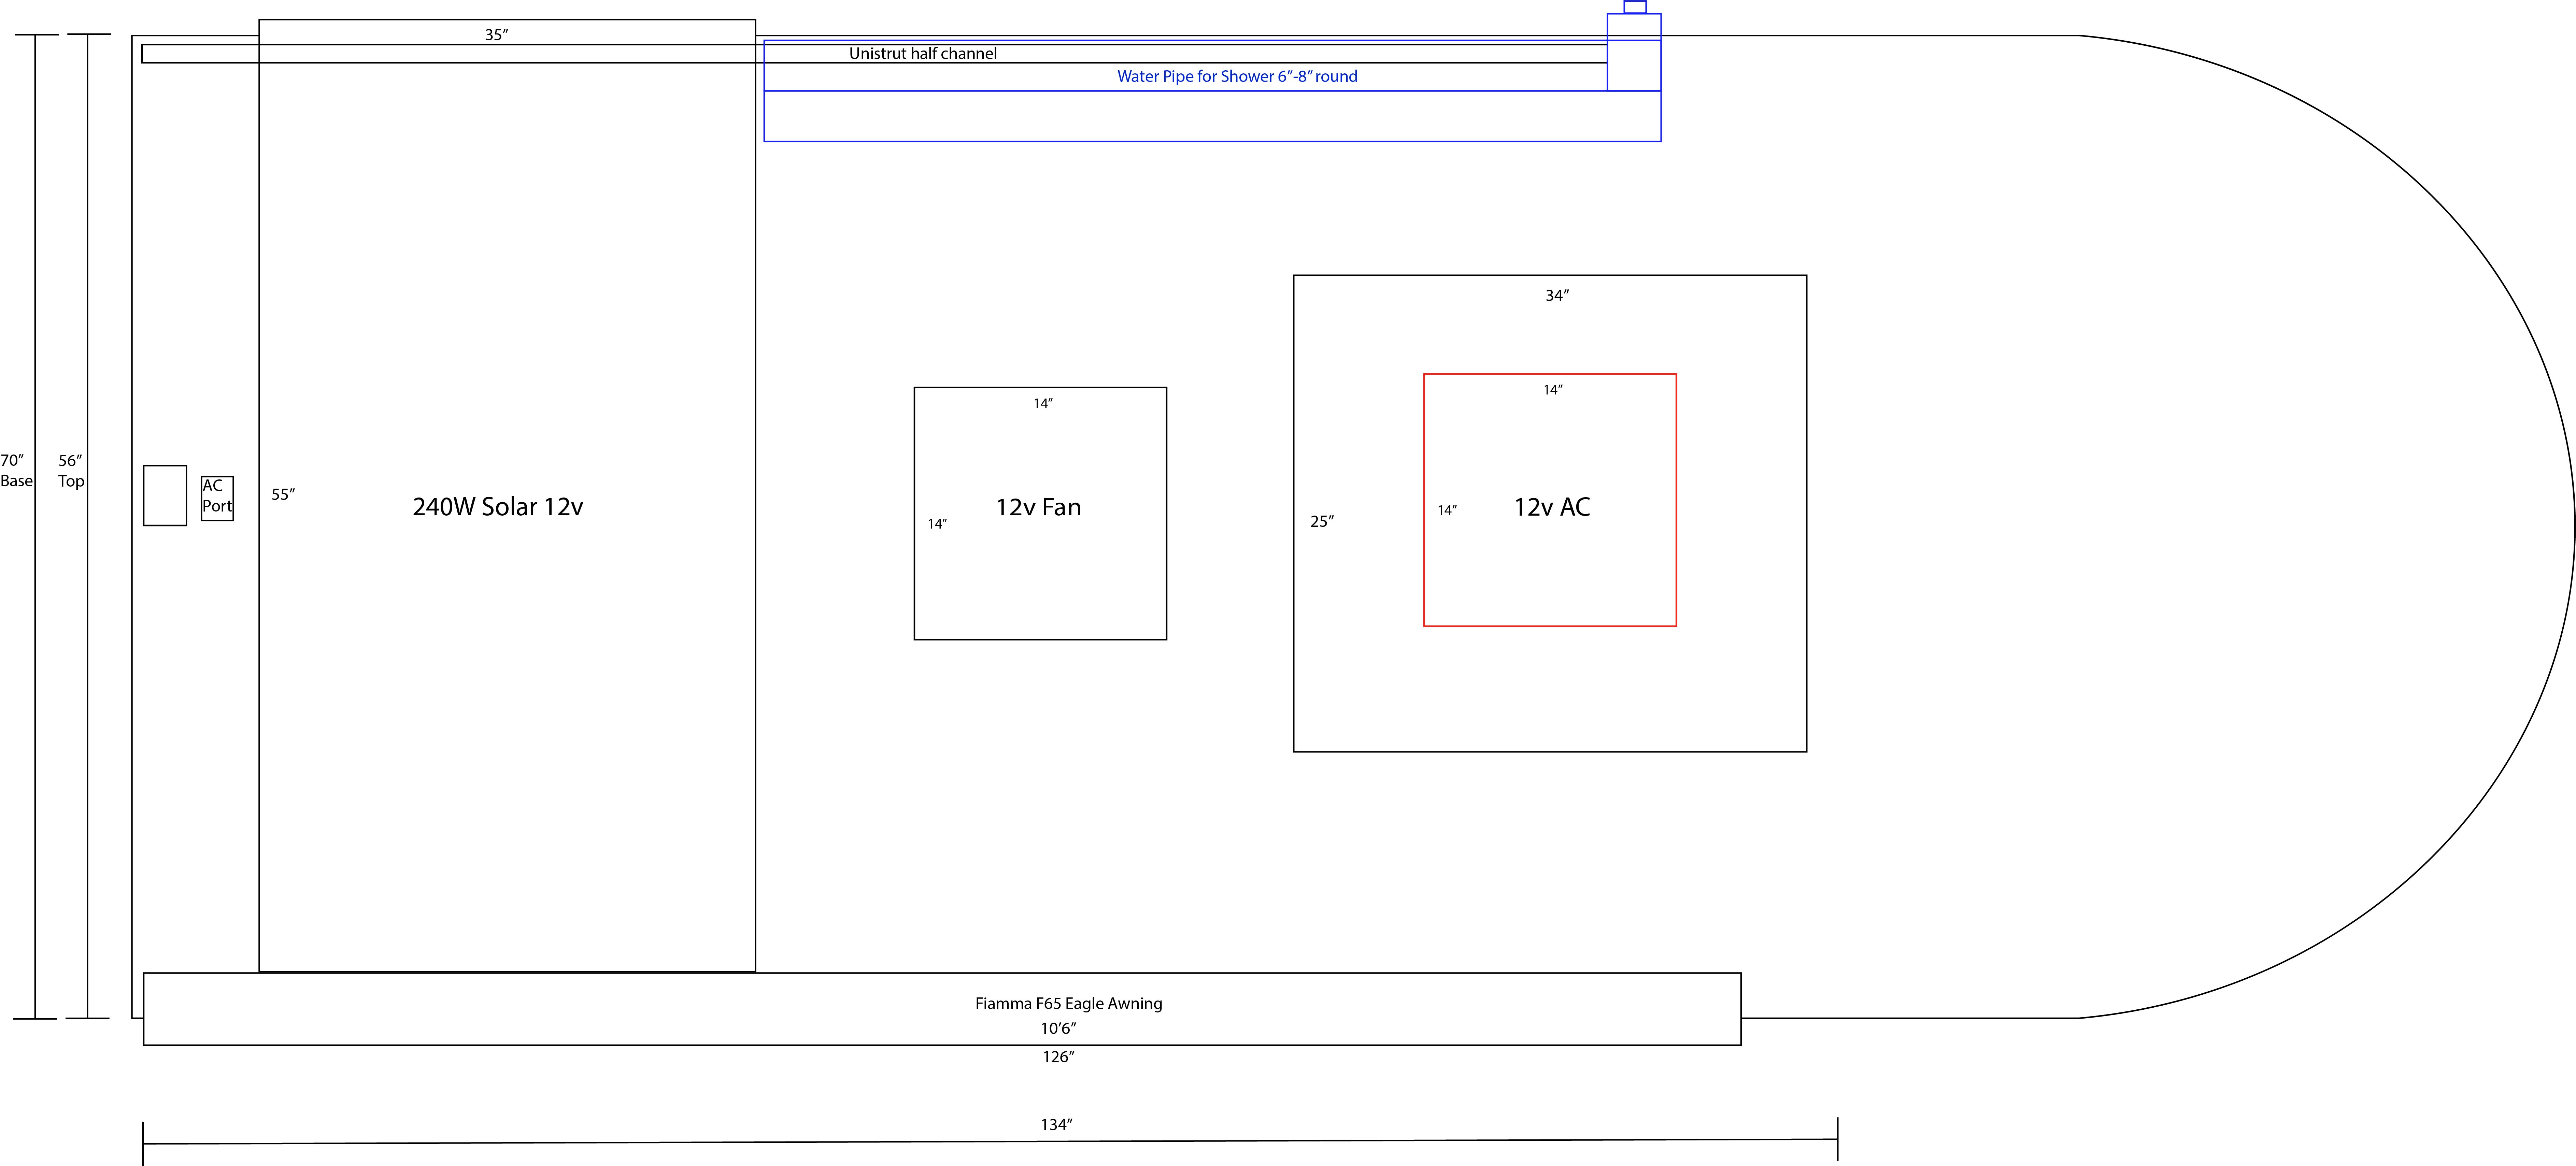 35”
Unistrut half channel
Water Pipe for Shower 6”-8” round
34”
14”
14”
70”
Base
56”
Top
AC
Port
55”
240W Solar 12v
12v Fan
14”
12v AC
14”
25”
Fiamma F65 Eagle Awning
10’6”
126”
134”